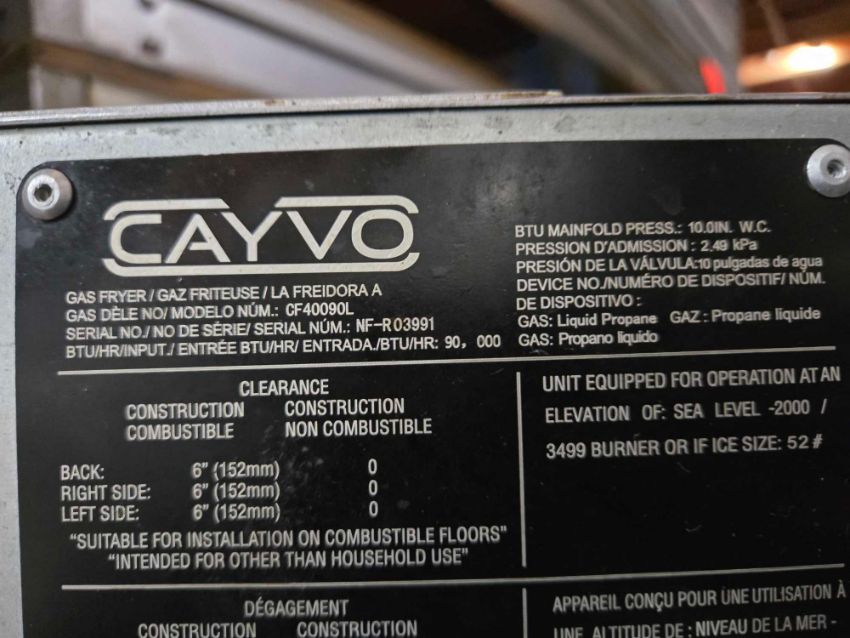 CAYVO
GAS FRYER / GAZ FRITEUSE / LA FREIDORA A
GAS DÈLE NO/ MODELO NÚM.: CF40090L
SERIAL NO./ NO DE SÉRIE/ SERIAL NÚM.: NF-R03991
BTU/HR/INPUT./ ENTRÉE BTU/HR/ ENTRADA./BTU/HR: 90, 000
BTU MAINFOLD PRESS.: 10.0IN. W.C.
PRESSION D'ADMISSION : 2,49 kPa
PRESIÓN DE LA VÁLVULA:10 pulgadas de agua
DEVICE NO./NUMÉRO DE DISPOSITIF/ NÚM.
DE DISPOSITIVO :
GAS: Liquid Propane GAZ : Propane liquide
GAS: Propano liquido
CLEARANCE
CONSTRUCTION CONSTRUCTION
COMBUSTIBLE NON COMBUSTIBLE
BACK: 6" (152mm) 0
RIGHT SIDE: 6" (152mm) 0
LEFT SIDE: 6" (152mm) 0
"SUITABLE FOR INSTALLATION ON COMBUSTIBLE FLOORS"
"INTENDED FOR OTHER THAN HOUSEHOLD USE"
UNIT EQUIPPED FOR OPERATION AT AN
ELEVATION OF: SEA LEVEL -2000 /
3499 BURNER OR IF ICE SIZE: 52#
DÉGAGEMENT
CONSTRUCTION CONSTRUCTION
APPAREIL CONÇU POUR UNE UTILISATION À
UNE ALTITUDE DE : NIVEAU DE LA MER -